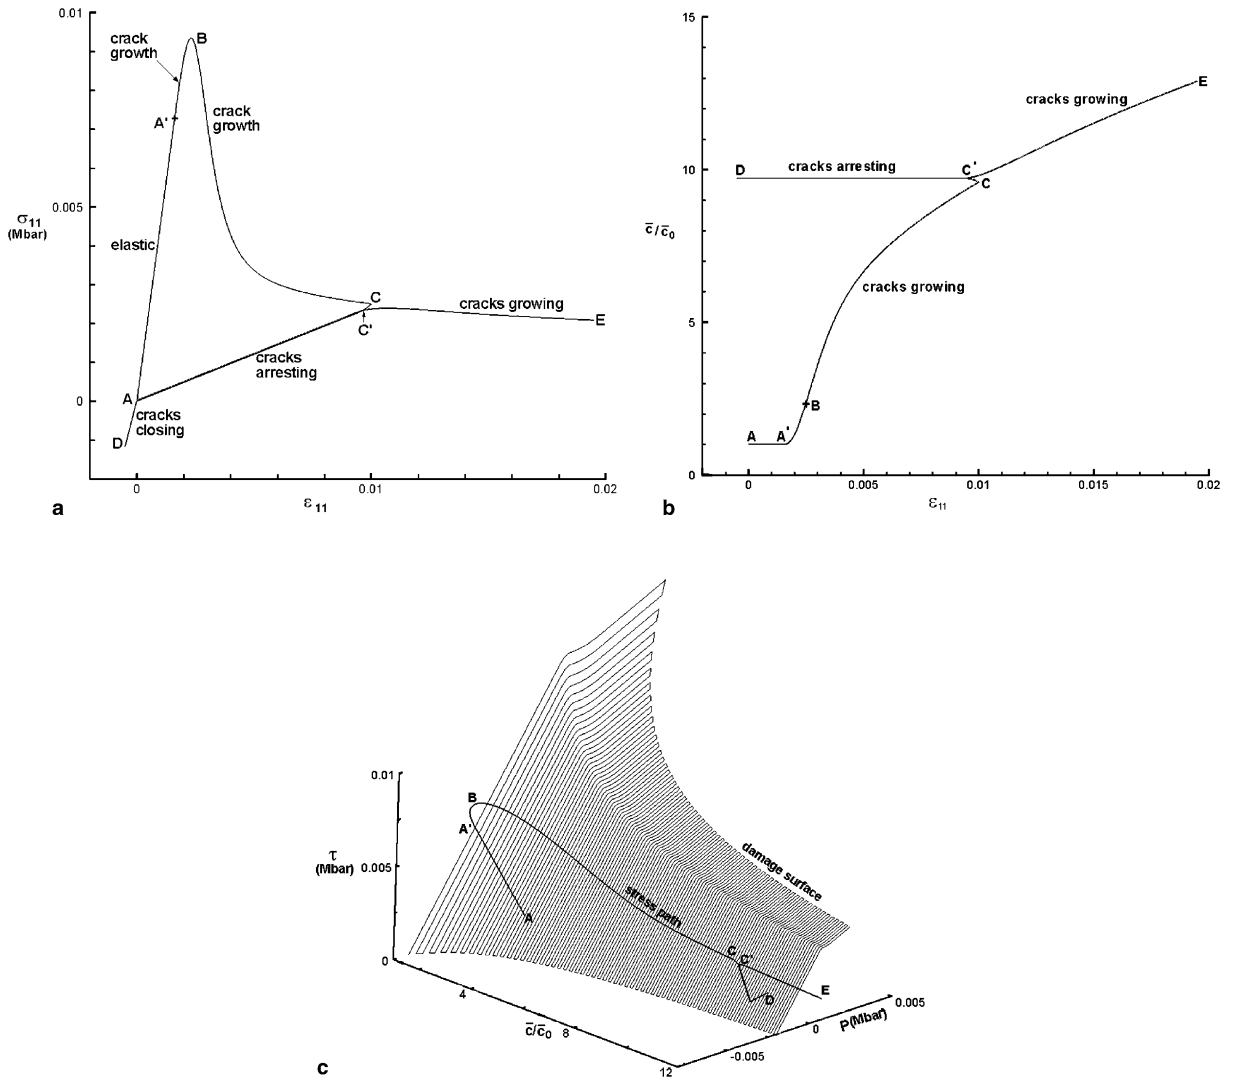 0.01
crack
growth
B
A'
crack
growth
0.005
σ11
(Mbar)
elastic
C
cracks growing
E
C'
cracks
arresting
0
A
cracks
closing
D
0
0.01
0.02
ε11
a
15
E
cracks growing
10
D
cracks arresting
C'
C
c̅/c̅0
cracks growing
5
B
A
A'
0
0
0.005
0.01
0.015
0.02
ε11
b
0.01
B
A'
τ
(Mbar)
0.005
damage surface
stress path
A
C
C'
D
E
0
4
c̅/c̅0
8
12
-0.005
0
P(Mbar)
0.005
c